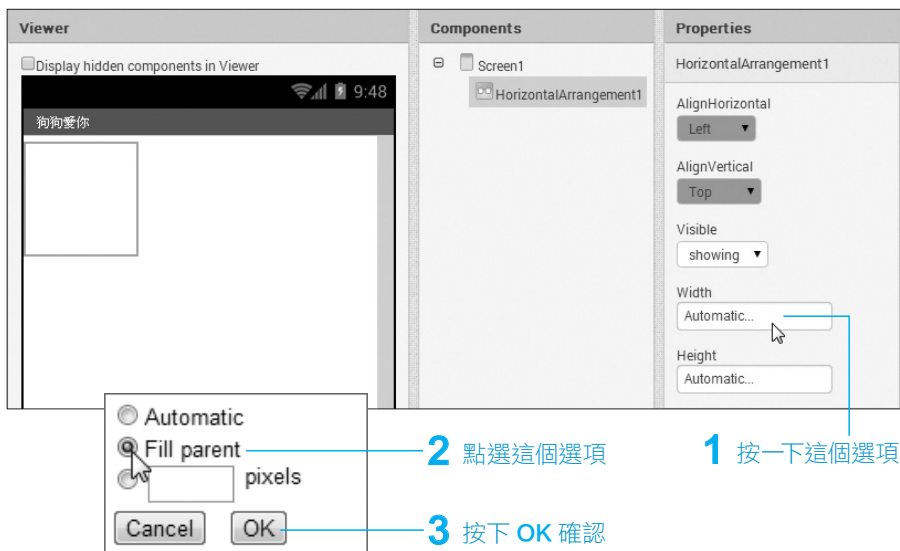 Viewer
Display hidden components in Viewer
9:48
狗狗愛你
Components
Screen1
HorizontalArrangement1
Properties
HorizontalArrangement1
AlignHorizontal
Left
AlignVertical
Top
Visible
showing
Width
Automatic...
Height
Automatic...
1 按一下這個選項
Automatic
Fill parent
pixels
Cancel OK
2 點選這個選項
3 按下 OK 確認